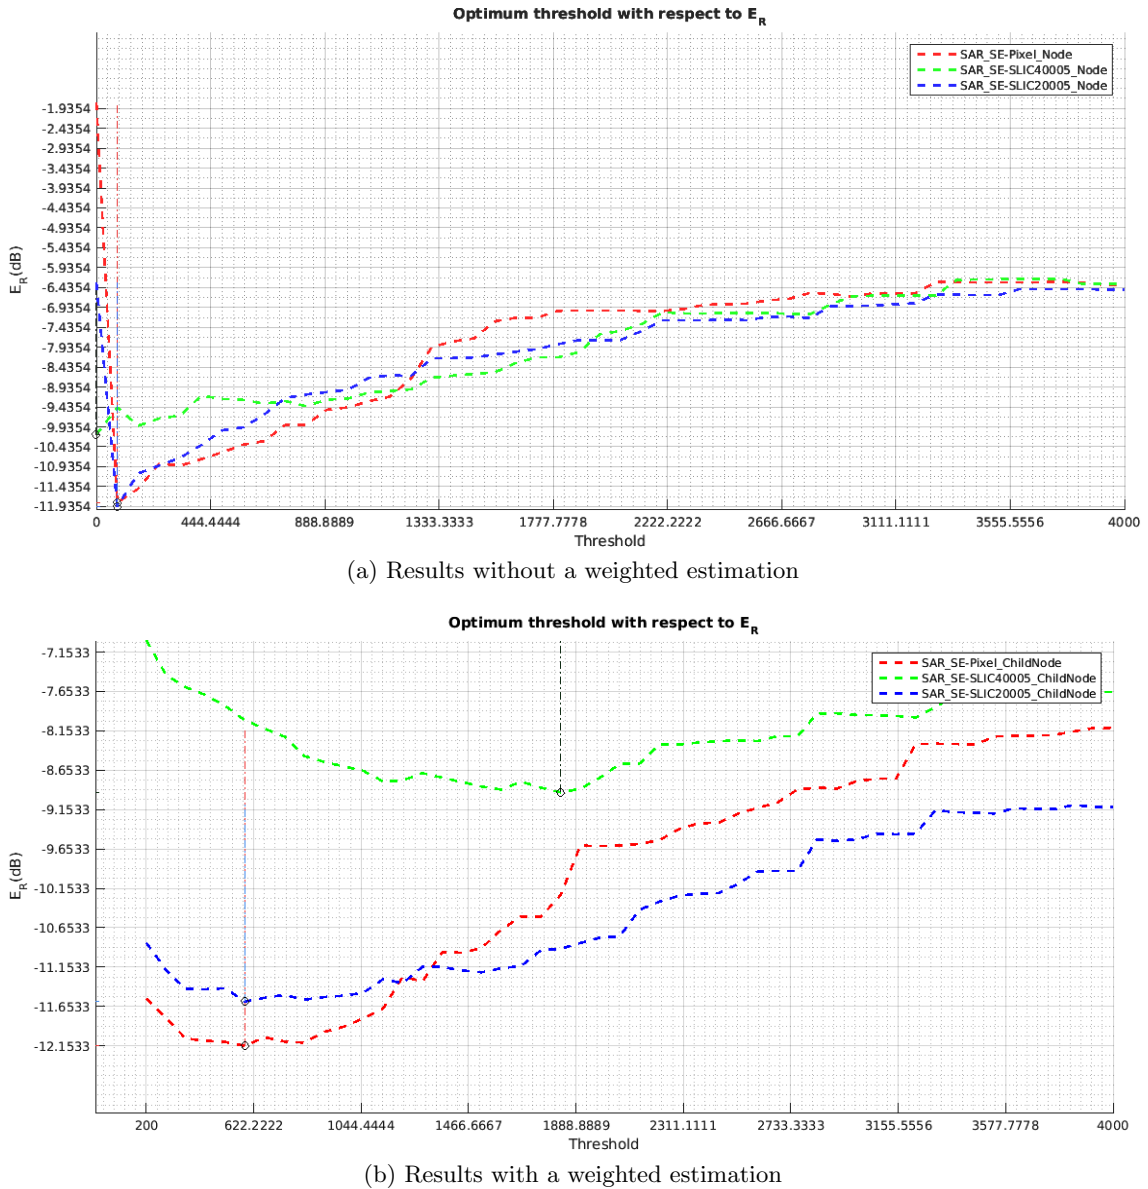 Optimum threshold with respect to E_R
SAR_SE-Pixel_Node
SAR_SE-SLIC40005_Node
SAR_SE-SLIC20005_Node
-1.9354
-2.4354
-2.9354
-3.4354
-3.9354
-4.4354
-4.9354
-5.4354
-5.9354
-6.4354
-6.9354
-7.4354
-7.9354
-8.4354
-8.9354
-9.4354
-9.9354
-10.4354
-10.9354
-11.4354
-11.9354
E_R(dB)
0 444.4444 888.8889 1333.3333 1777.7778 2222.2222 2666.6667 3111.1111 3555.5556 4000
Threshold
(a) Results without a weighted estimation
Optimum threshold with respect to E_R
SAR_SE-Pixel_ChildNode
SAR_SE-SLIC40005_ChildNode
SAR_SE-SLIC20005_ChildNode
-7.1533
-7.6533
-8.1533
-8.6533
-9.1533
-9.6533
-10.1533
-10.6533
-11.1533
-11.6533
-12.1533
E_R(dB)
200 622.2222 1044.4444 1466.6667 1888.8889 2311.1111 2733.3333 3155.5556 3577.7778 4000
Threshold
(b) Results with a weighted estimation